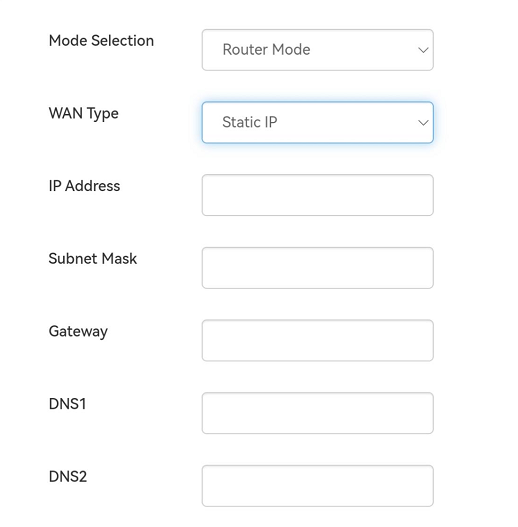 Mode Selection
Router Mode
WAN Type
Static IP
IP Address
Subnet Mask
Gateway
DNS1
DNS2